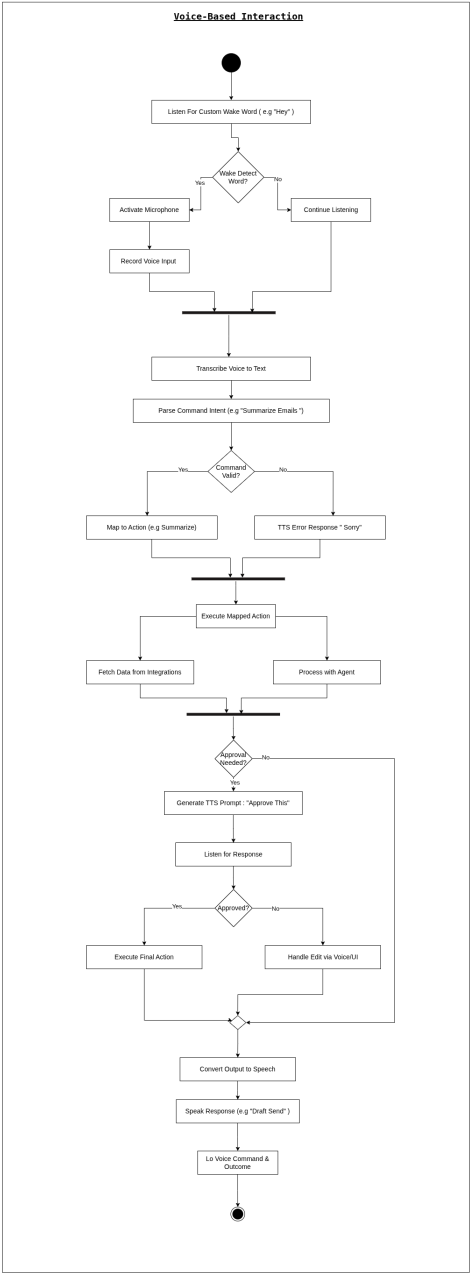 Voice-Based Interaction
Listen For Custom Wake Word ( e.g "Hey" )
Wake Detect
Word?
Yes
No
Activate Microphone
Continue Listening
Record Voice Input
Transcribe Voice to Text
Parse Command Intent (e.g "Summarize Emails ")
Command
Valid?
Yes
No
Map to Action (e.g Summarize)
TTS Error Response " Sorry"
Execute Mapped Action
Fetch Data from Integrations
Process with Agent
Approval
Needed?
No
Yes
Generate TTS Prompt : "Approve This"
Listen for Response
Approved?
Yes
No
Execute Final Action
Handle Edit via Voice/UI
Convert Output to Speech
Speak Response (e.g "Draft Send" )
Lo Voice Command &
Outcome